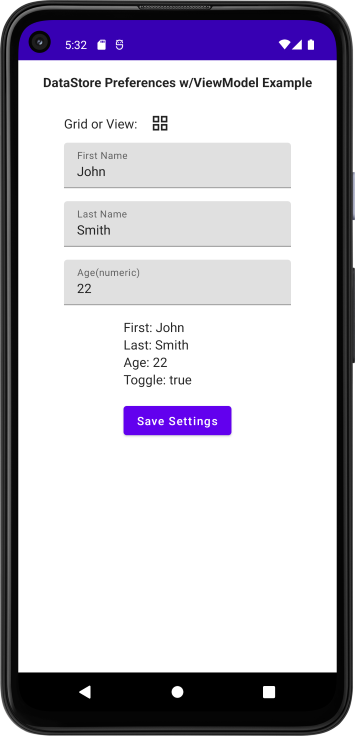 5:32
DataStore Preferences w/ViewModel Example
Grid or View:
First Name
John
Last Name
Smith
Age(numeric)
22
First: John
Last: Smith
Age: 22
Toggle: true
Save Settings